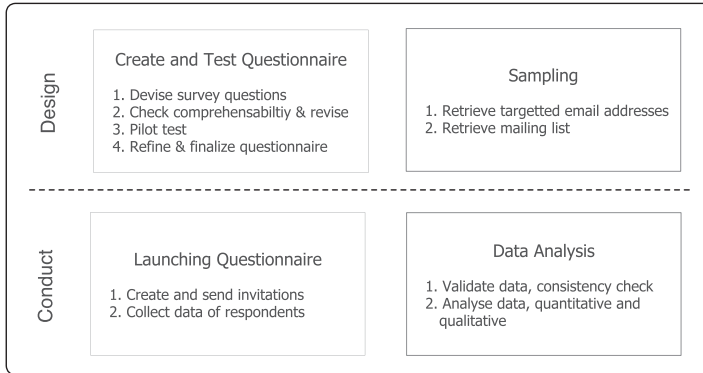 Design
Create and Test Questionnaire
1. Devise survey questions
2. Check comprehensabiltiy & revise
3. Pilot test
4. Refine & finalize questionnaire
Sampling
1. Retrieve targetted email addresses
2. Retrieve mailing list
Conduct
Launching Questionnaire
1. Create and send invitations
2. Collect data of respondents
Data Analysis
1. Validate data, consistency check
2. Analyse data, quantitative and
qualitative